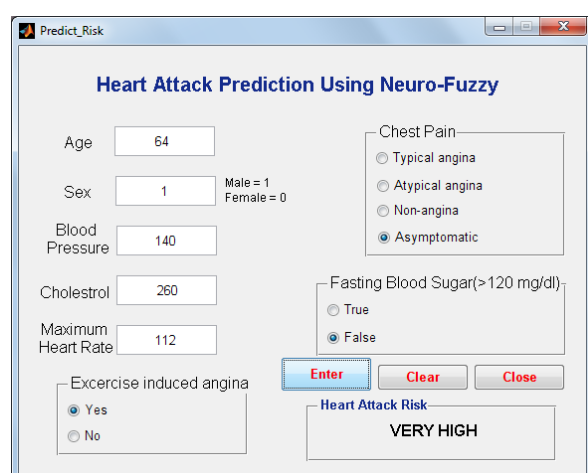 Predict_Risk
Heart Attack Prediction Using Neuro-Fuzzy
Age
64
Sex
1
Male = 1
Female = 0
Blood
Pressure
140
Cholestrol
260
Maximum
Heart Rate
112
Excercise induced angina
Yes
No
Chest Pain
Typical angina
Atypical angina
Non-angina
Asymptomatic
Fasting Blood Sugar(>120 mg/dl)
True
False
Enter
Clear
Close
Heart Attack Risk
VERY HIGH